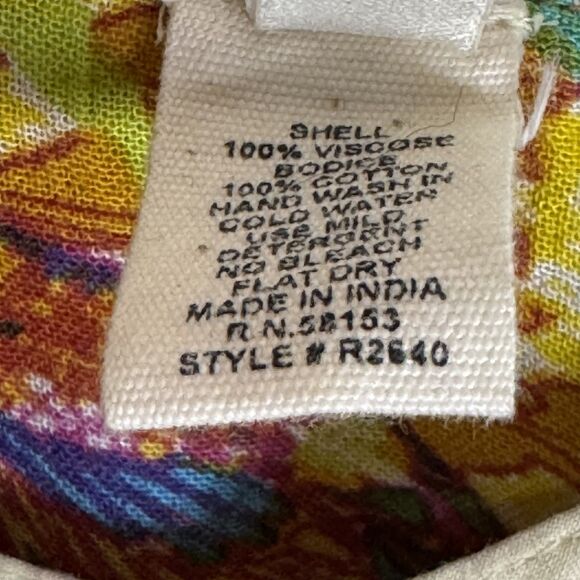 SHELL
100% VISCOSE
BODICE
100% COTTON
HAND WASH IN
COLD WATER
USE MILD
DETERGRNT
NO BLEACH
FLAT DRY
MADE IN INDIA
R.N.58153
STYLE # R2640